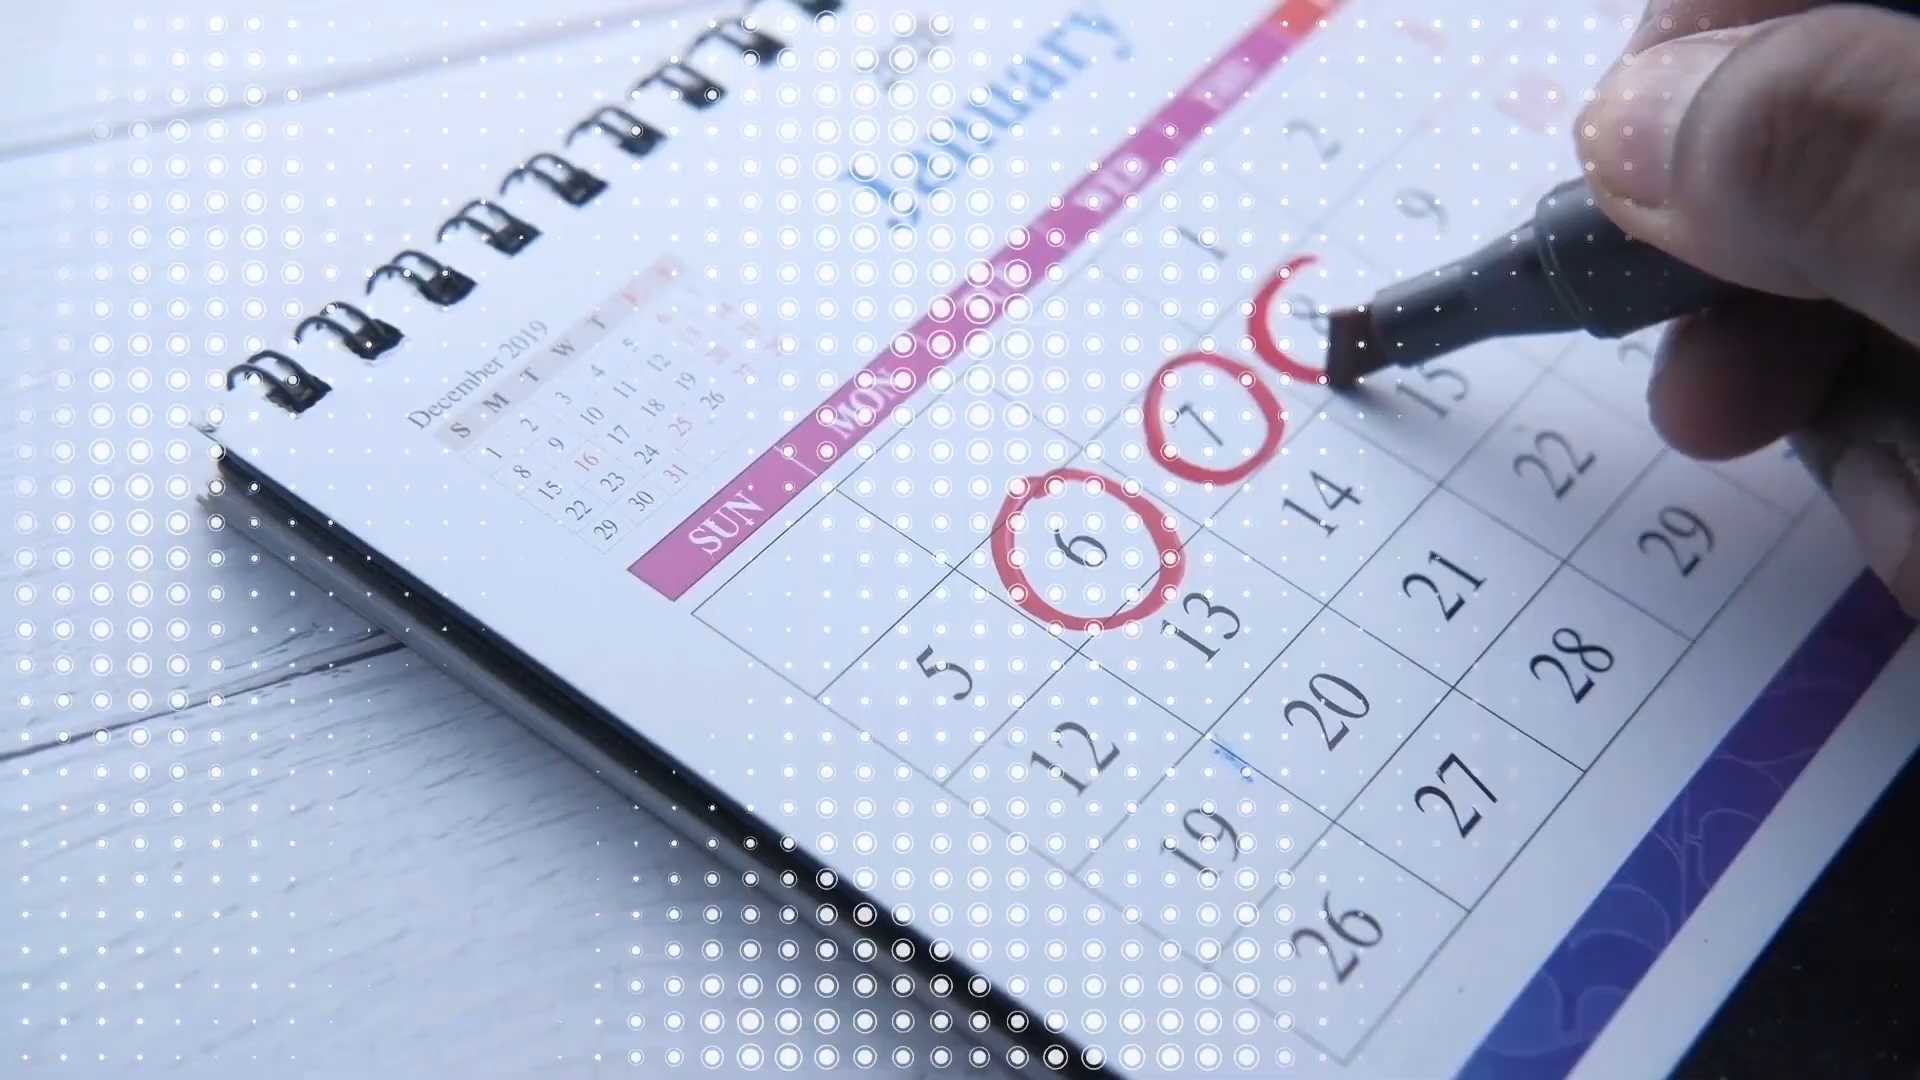 January
December 2019
S M T W T
1 2 3 4 5
8 9 10 11 12
15 16 17 18 19
22 23 24 25 26
29 30 31
SUN MON WED
1 2
5 6 7 8 9
12 13 14 15
19 20 21 22
26 27 28 29